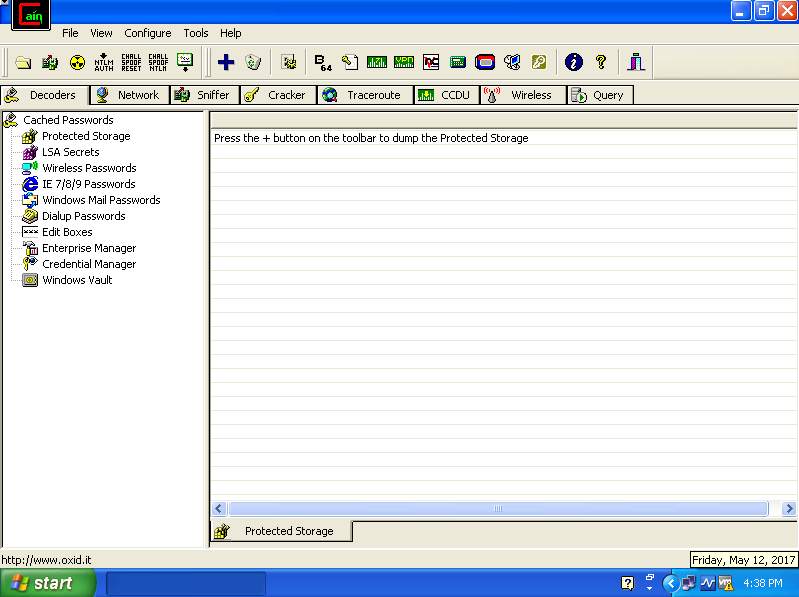 Cain
File View Configure Tools Help
NTLM AUTH CHALL SPOOF RESET CHALL SPOOF NTLM B64
Decoders Network Sniffer Cracker Traceroute CCDU Wireless Query
Cached Passwords
Protected Storage
LSA Secrets
Wireless Passwords
IE 7/8/9 Passwords
Windows Mail Passwords
Dialup Passwords
Edit Boxes
Enterprise Manager
Credential Manager
Windows Vault
Press the + button on the toolbar to dump the Protected Storage
Protected Storage
http://www.oxid.it
Friday, May 12, 2017
start
4:38 PM